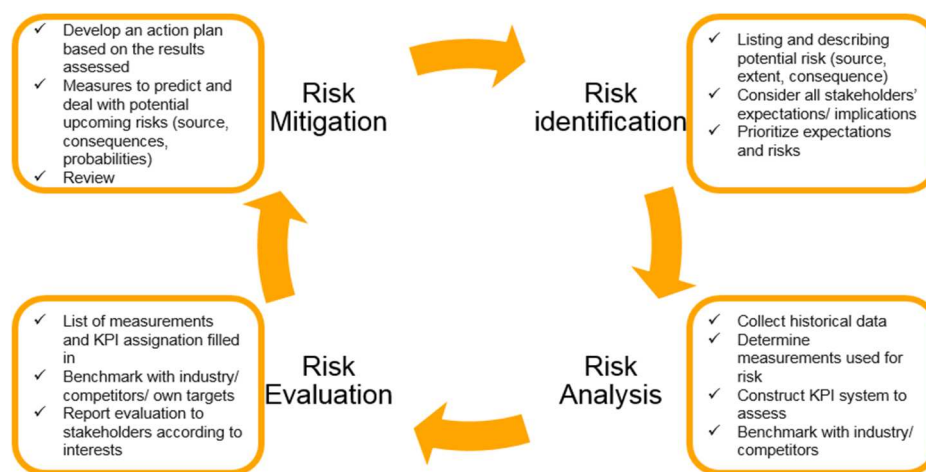 ✓ Develop an action plan
based on the results
assessed
✓ Measures to predict and
deal with potential
upcoming risks (source,
consequences,
probabilities)
✓ Review
Risk
Mitigation
Risk
identification
✓ Listing and describing
potential risk (source,
extent, consequence)
✓ Consider all stakeholders'
expectations/ implications
✓ Prioritize expectations
and risks
✓ List of measurements
and KPI assignation filled
in
✓ Benchmark with industry/
competitors/ own targets
✓ Report evaluation to
stakeholders according to
interests
Risk
Evaluation
Risk
Analysis
✓ Collect historical data
✓ Determine
measurements used for
risk
✓ Construct KPI system to
assess
✓ Benchmark with industry/
competitors